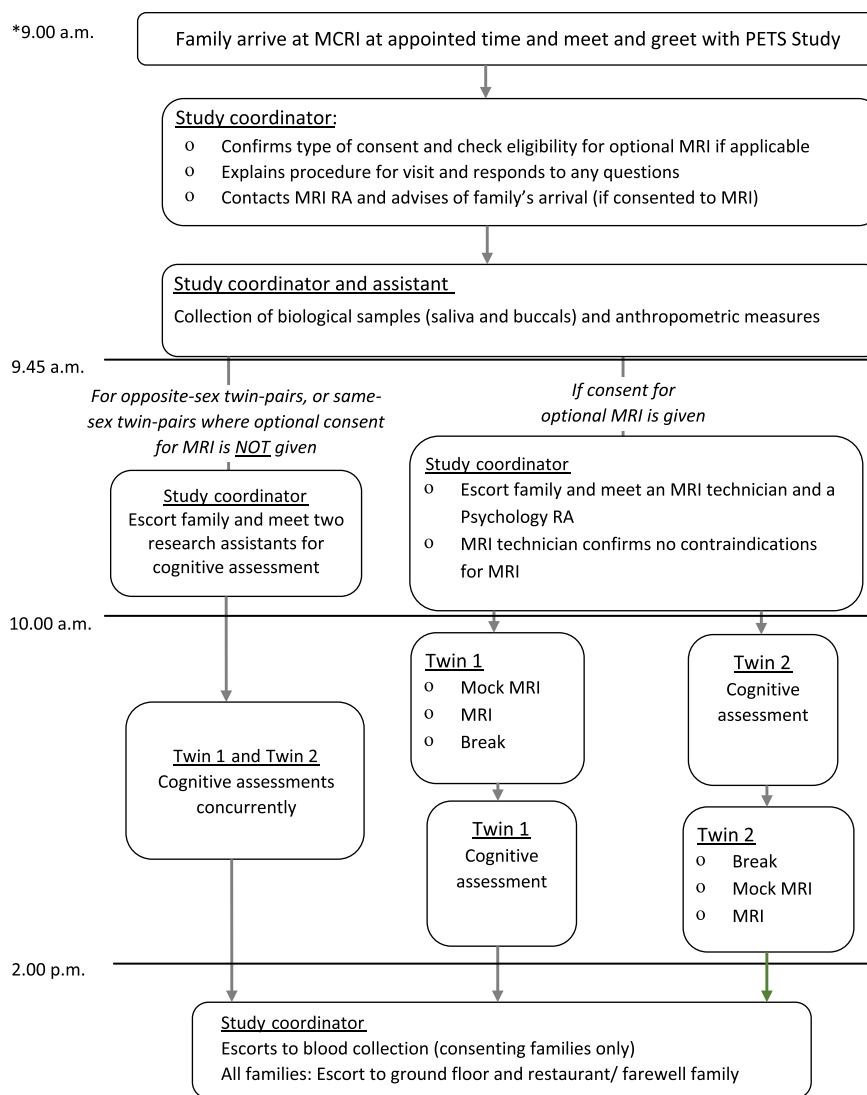 *9.00 a.m.
Family arrive at MCRI at appointed time and meet and greet with PETS Study
Study coordinator:
o Confirms type of consent and check eligibility for optional MRI if applicable
o Explains procedure for visit and responds to any questions
o Contacts MRI RA and advises of family’s arrival (if consented to MRI)
Study coordinator and assistant
Collection of biological samples (saliva and buccals) and anthropometric measures
9.45 a.m.
For opposite-sex twin-pairs, or same-
sex twin-pairs where optional consent
for MRI is NOT given
If consent for
optional MRI is given
Study coordinator
Escort family and meet two
research assistants for
cognitive assessment
Study coordinator
o Escort family and meet an MRI technician and a
Psychology RA
o MRI technician confirms no contraindications
for MRI
10.00 a.m.
Twin 1 and Twin 2
Cognitive assessments
concurrently
Twin 1
o Mock MRI
o MRI
o Break
Twin 2
Cognitive
assessment
Twin 1
Cognitive
assessment
Twin 2
o Break
o Mock MRI
o MRI
2.00 p.m.
Study coordinator
Escorts to blood collection (consenting families only)
All families: Escort to ground floor and restaurant/ farewell family